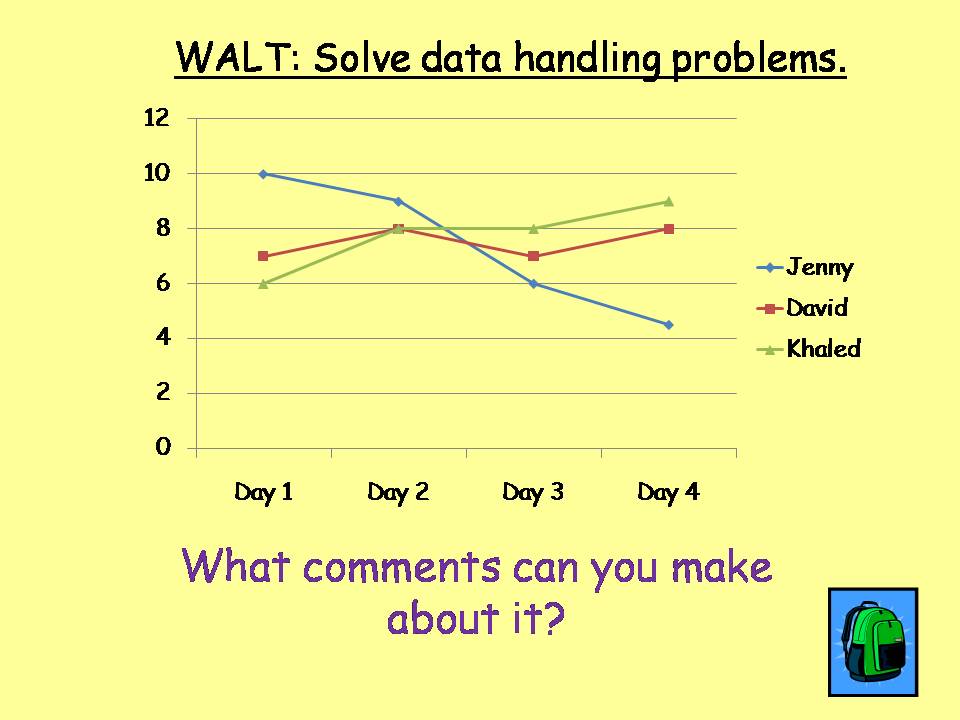 WALT: Solve data handling problems.
12
10
8
6
4
2
0
Day 1 Day 2 Day 3 Day 4
Jenny
David
Khaled
What comments can you make
about it?